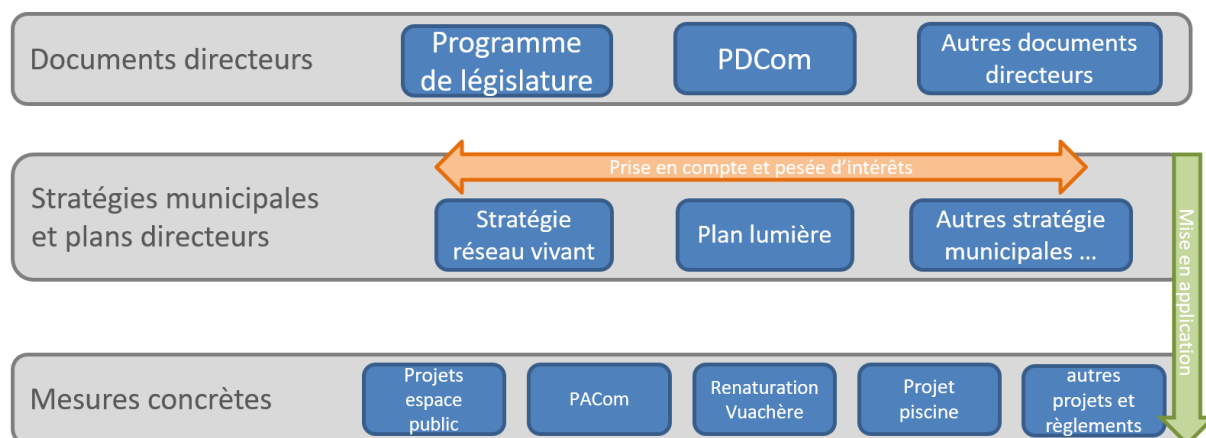 Documents directeurs
Programme
de législature
PDCom
Autres documents
directeurs
Prise en compte et pesée d'intérêts
Stratégies municipales
et plans directeurs
Stratégie
réseau vivant
Plan lumière
Autres stratégie
municipales ...
Mise en application
Mesures concrètes
Projets
espace
public
PACom
Renaturation
Vuachère
Projet
piscine
autres
projets et
règlements